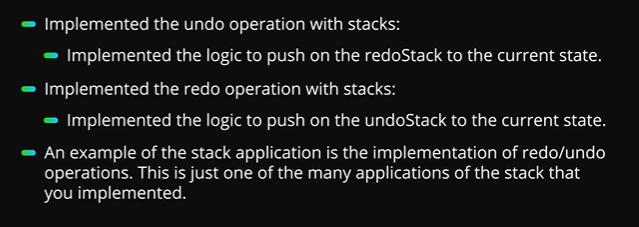 Implemented the undo operation with stacks:
Implemented the logic to push on the redoStack to the current state.
Implemented the redo operation with stacks:
Implemented the logic to push on the undoStack to the current state.
An example of the stack application is the implementation of redo/undo
operations. This is just one of the many applications of the stack that
you implemented.